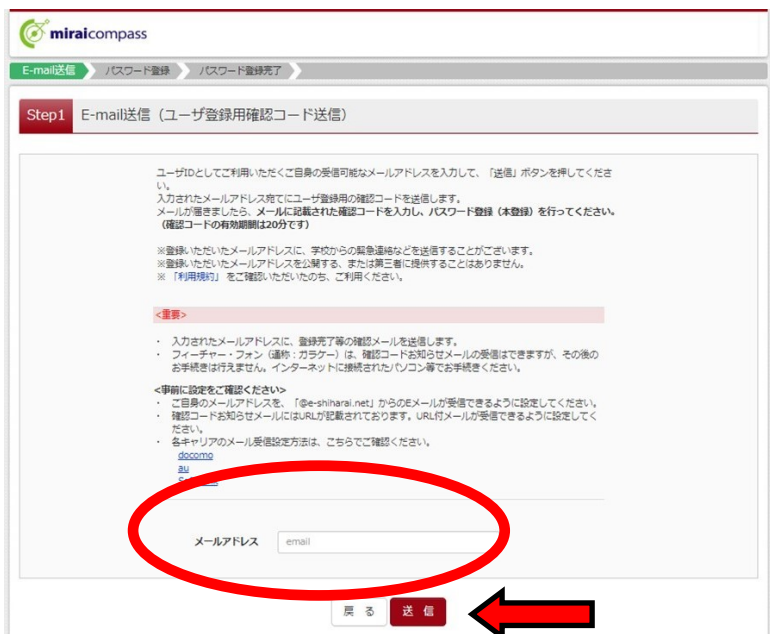 miraicompass
E-mail送信 パスワード登録 パスワード登録完了
Step1 E-mail送信（ユーザ登録用確認コード送信）
ユーザIDとしてご利用いただくご自身の受信可能なメールアドレスを入力して、「送信」ボタンを押してくださ
い。
入力されたメールアドレス宛てにユーザ登録用の確認コードを送信します。
メールが届きましたら、メールに記載された確認コードを入力し、パスワード登録（本登録）を行ってください。
（確認コードの有効期間は20分です）
※登録いただいたメールアドレスに、学校からの緊急連絡などを送信することがございます。
※登録いただいたメールアドレスを公開する、または第三者に提供することはありません。
※ 「利用規約」 をご確認いただいたのち、ご利用ください。
<重要>
・ 入力されたメールアドレスに、登録完了等の確認メールを送信します。
・ フィーチャー・フォン（通称：ガラケー）は、確認コードお知らせメールの受信はできますが、その後の
お手続きは行えません。インターネットに接続されたパソコン等でお手続きください。
<事前に設定をご確認ください>
・ ご自身のメールアドレスを、「@e-shiharai.net」からのEメールが受信できるように設定してください。
・ 確認コードお知らせメールにはURLが記載されております。URL付メールが受信できるように設定してく
ださい。
・ 各キャリアのメール受信設定方法は、こちらでご確認ください。
docomo
au
メールアドレス email
戻る 送信